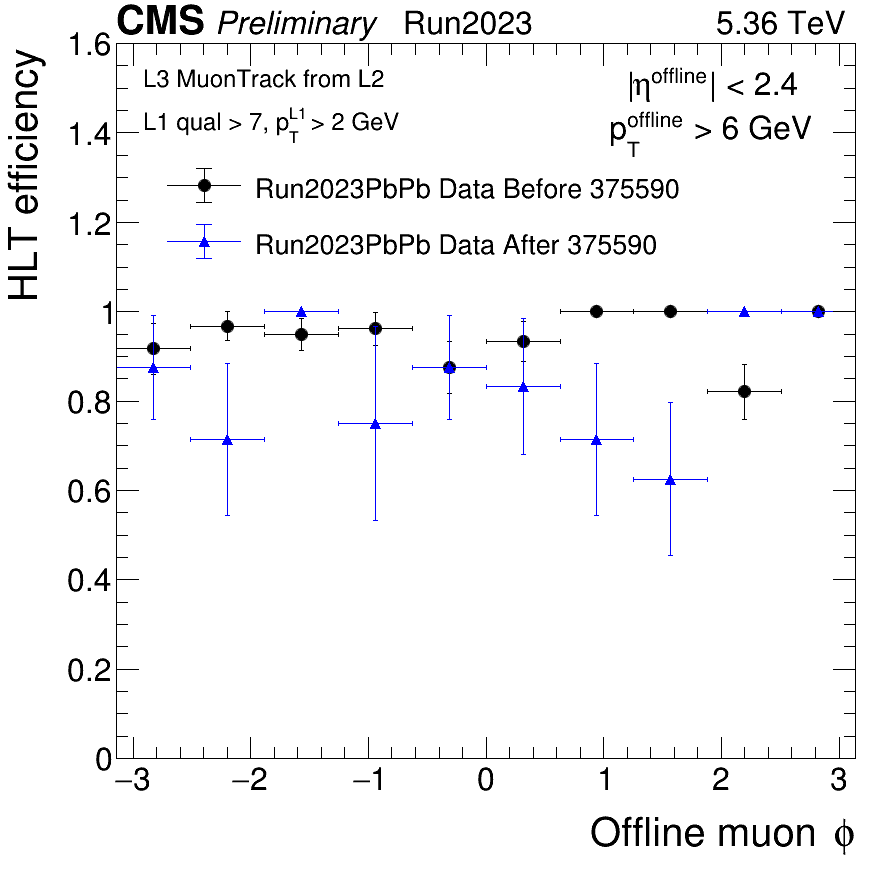 CMS Preliminary Run2023 5.36 TeV
L3 MuonTrack from L2
|η^offline| < 2.4
L1 qual > 7, p_T^L1 > 2 GeV
p_T^offline > 6 GeV
Run2023PbPb Data Before 375590
Run2023PbPb Data After 375590
HLT efficiency
1.6
1.4
1.2
1
0.8
0.6
0.4
0.2
0
−3 −2 −1 0 1 2 3
Offline muon ϕ